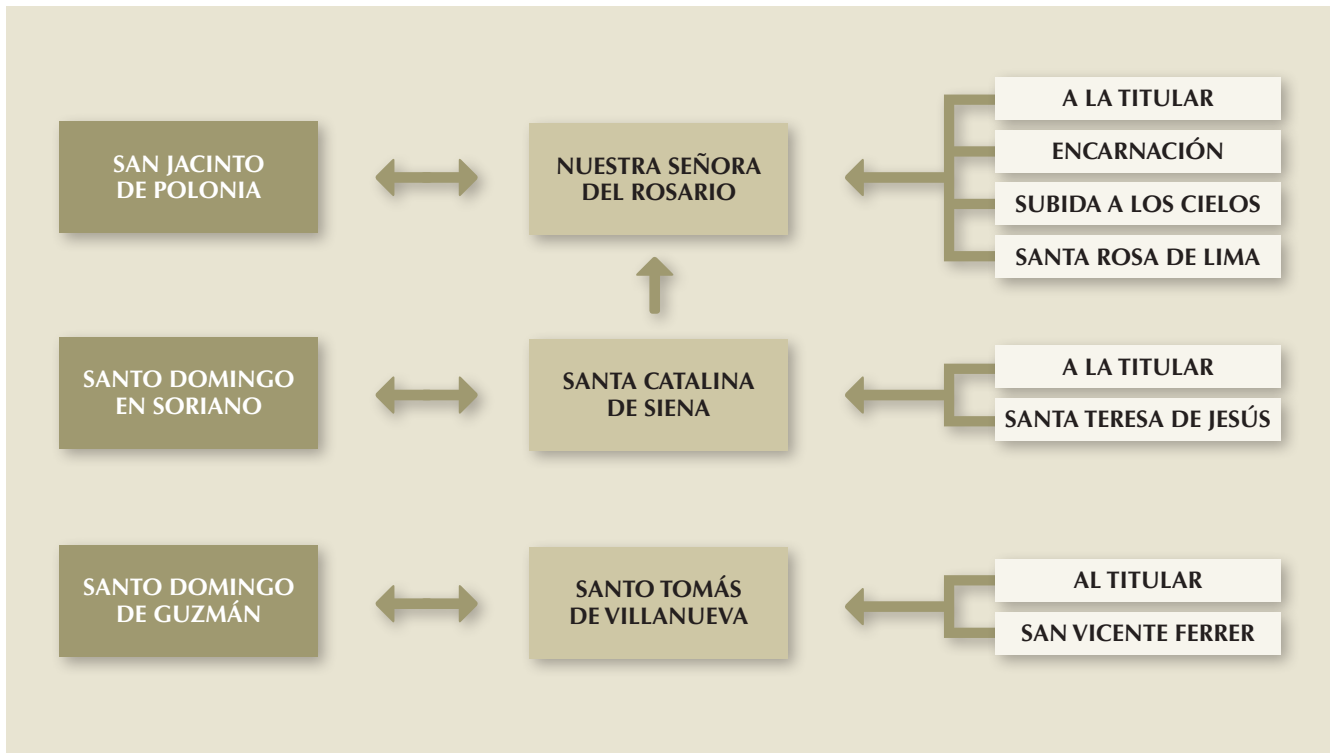 SAN JACINTO
DE POLONIA
NUESTRA SEÑORA
DEL ROSARIO
A LA TITULAR
ENCARNACIÓN
SUBIDA A LOS CIELOS
SANTA ROSA DE LIMA
SANTO DOMINGO
EN SORIANO
SANTA CATALINA
DE SIENA
A LA TITULAR
SANTA TERESA DE JESÚS
SANTO DOMINGO
DE GUZMÁN
SANTO TOMÁS
DE VILLANUEVA
AL TITULAR
SAN VICENTE FERRER